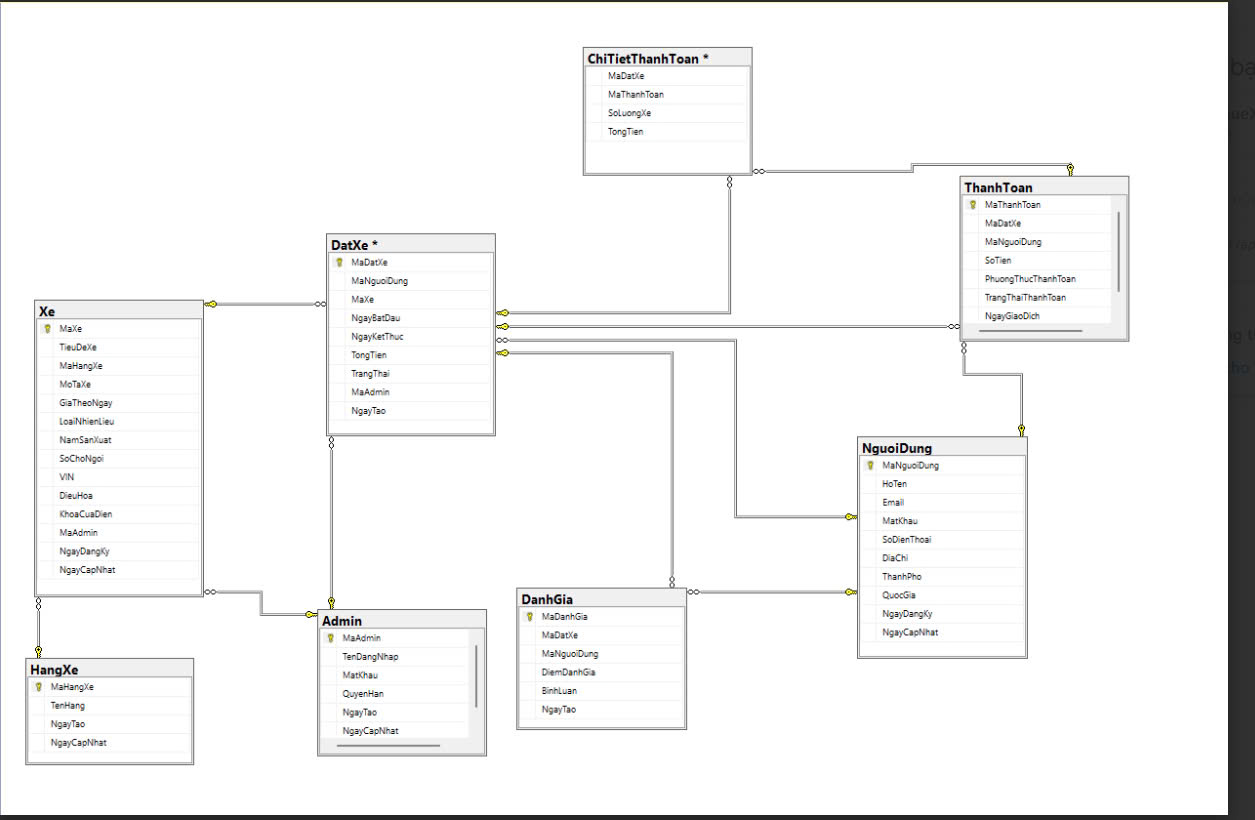 ChiTietThanhToan *
MaDatXe
MaThanhToan
SoLuongXe
TongTien
ThanhToan
MaThanhToan
MaDatXe
MaNguoiDung
SoTien
PhuongThucThanhToan
TrangThaiThanhToan
NgayGiaoDich
DatXe *
MaDatXe
MaNguoiDung
MaXe
NgayBatDau
NgayKetThuc
TongTien
TrangThai
MaAdmin
NgayTao
Xe
MaXe
TieuDeXe
MaHangXe
MoTaXe
GiaTheoNgay
LoaiNhienLieu
NamSanXuat
SoChoNgoi
VIN
DieuHoa
KhoaCuaDien
MaAdmin
NgayDangKy
NgayCapNhat
NguoiDung
MaNguoiDung
HoTen
Email
MatKhau
SoDienThoai
DiaChi
ThanhPho
QuocGia
NgayDangKy
NgayCapNhat
DanhGia
MaDanhGia
MaDatXe
MaNguoiDung
DiemDanhGia
BinhLuan
NgayTao
Admin
MaAdmin
TenDangNhap
MatKhau
QuyenHan
NgayTao
NgayCapNhat
HangXe
MaHangXe
TenHang
NgayTao
NgayCapNhat